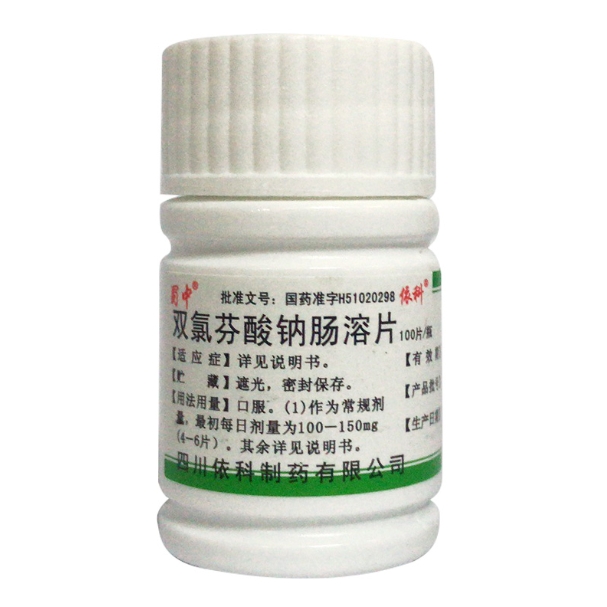 蜀中®
批准文号：国药准字H51020298
依科®
双氯芬酸钠肠溶片 100片/瓶
【适应症】详见说明书。
【贮　　藏】遮光，密封保存。
【用法用量】口服。(1)作为常规剂
量，最初每日剂量为100—150mg
(4—6片)。其余详见说明书。
四川依科制药有限公司
【有效期
【产品批号
【生产日期